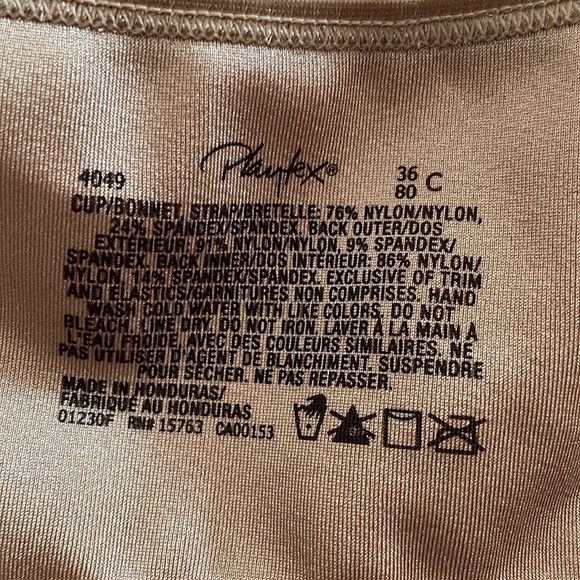 4049 Playtex® 36 C
80
CUP/BONNET, STRAP/BRETELLE: 76% NYLON/NYLON,
24% SPANDEX/SPANDEX. BACK OUTER/DOS
EXTÉRIEUR: 91% NYLON/NYLON, 9% SPANDEX/
SPANDEX. BACK INNER/DOS INTÉRIEUR: 86% NYLON/
NYLON, 14% SPANDEX/SPANDEX. EXCLUSIVE OF TRIM
AND ELASTICS/GARNITURES NON COMPRISES. HAND
WASH COLD WATER WITH LIKE COLORS. DO NOT
BLEACH. LINE DRY. DO NOT IRON. LAVER À LA MAIN À
L'EAU FROIDE, AVEC DES COULEURS SIMILAIRES. NE
PAS UTILISER D'AGENT DE BLANCHIMENT. SUSPENDRE
POUR SÉCHER. NE PAS REPASSER.
MADE IN HONDURAS/
FABRIQUÉ AU HONDURAS
01230F RN# 15763 CA00153